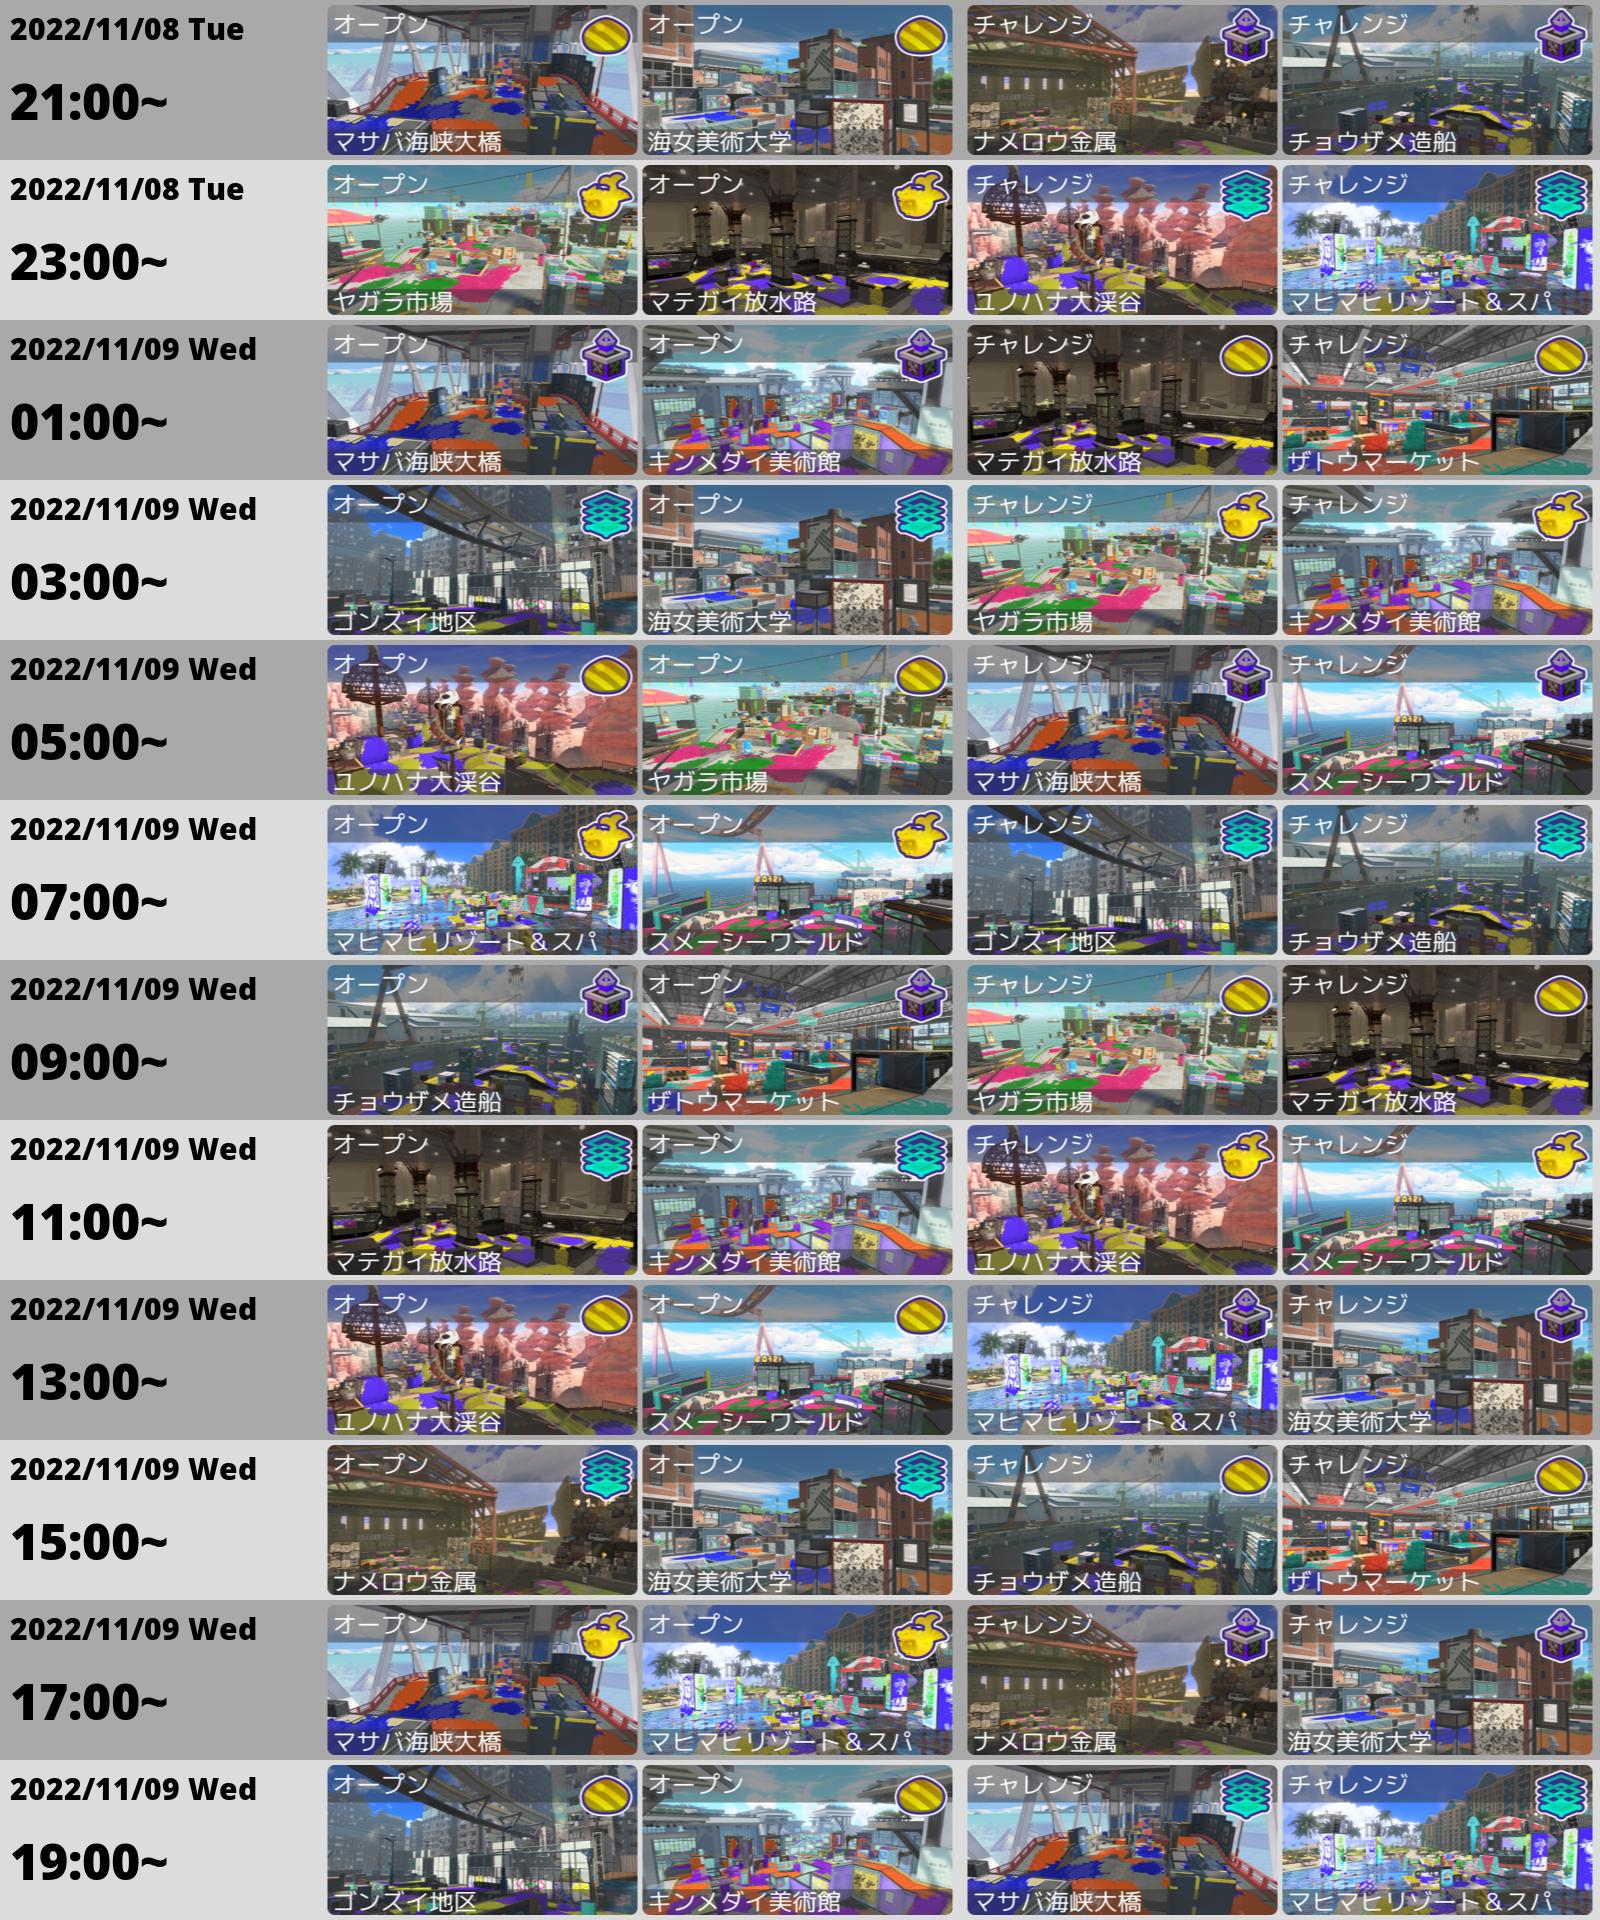 2022/11/08 Tue
21:00~
オープン
マサバ海峡大橋
オープン
海女美術大学
チャレンジ
ナメロウ金属
チャレンジ
チョウザメ造船
2022/11/08 Tue
23:00~
オープン
ヤガラ市場
オープン
マテガイ放水路
チャレンジ
ユノハナ大渓谷
チャレンジ
マヒマヒリゾート＆スパ
2022/11/09 Wed
01:00~
オープン
マサバ海峡大橋
オープン
キンメダイ美術館
チャレンジ
マテガイ放水路
チャレンジ
ザトウマーケット
2022/11/09 Wed
03:00~
オープン
ゴンズイ地区
オープン
海女美術大学
チャレンジ
ヤガラ市場
チャレンジ
キンメダイ美術館
2022/11/09 Wed
05:00~
オープン
ユノハナ大渓谷
オープン
ヤガラ市場
チャレンジ
マサバ海峡大橋
チャレンジ
スメーシーワールド
2022/11/09 Wed
07:00~
オープン
マヒマヒリゾート＆スパ
オープン
スメーシーワールド
チャレンジ
ゴンズイ地区
チャレンジ
チョウザメ造船
2022/11/09 Wed
09:00~
オープン
チョウザメ造船
オープン
ザトウマーケット
チャレンジ
ヤガラ市場
チャレンジ
マテガイ放水路
2022/11/09 Wed
11:00~
オープン
マテガイ放水路
オープン
キンメダイ美術館
チャレンジ
ユノハナ大渓谷
チャレンジ
スメーシーワールド
2022/11/09 Wed
13:00~
オープン
ユノハナ大渓谷
オープン
スメーシーワールド
チャレンジ
マヒマヒリゾート＆スパ
チャレンジ
海女美術大学
2022/11/09 Wed
15:00~
オープン
ナメロウ金属
オープン
海女美術大学
チャレンジ
チョウザメ造船
チャレンジ
ザトウマーケット
2022/11/09 Wed
17:00~
オープン
マサバ海峡大橋
オープン
マヒマヒリゾート＆スパ
チャレンジ
ナメロウ金属
チャレンジ
海女美術大学
2022/11/09 Wed
19:00~
オープン
ゴンズイ地区
オープン
キンメダイ美術館
チャレンジ
マサバ海峡大橋
チャレンジ
マヒマヒリゾート＆スパ